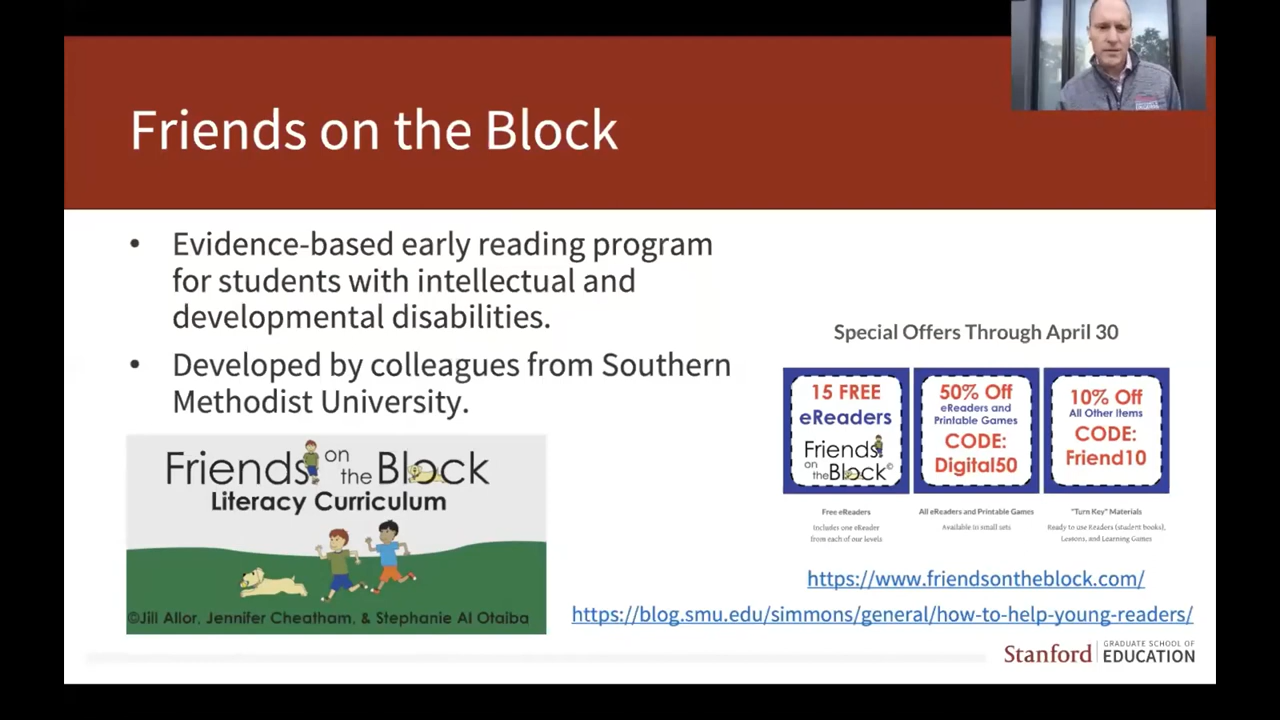 Friends on the Block
• Evidence-based early reading program
for students with intellectual and
developmental disabilities.
• Developed by colleagues from Southern
Methodist University.
Friends on the Block
Literacy Curriculum
©Jill Allor, Jennifer Cheatham, & Stephanie Al Otaiba
Special Offers Through April 30
15 FREE
eReaders
Friends
on the Block©
50% Off
eReaders and
Printable Games
CODE:
Digital50
10% Off
All Other Items
CODE:
Friend10
Free eReaders
Includes one eReader
from each of our levels
All eReaders and Printable Games
Available in small sets
"Turn Key" Materials
Ready to use Readers (student books),
Lessons, and Learning Games
https://www.friendsontheblock.com/
https://blog.smu.edu/simmons/general/how-to-help-young-readers/
Stanford
GRADUATE SCHOOL OF
EDUCATION